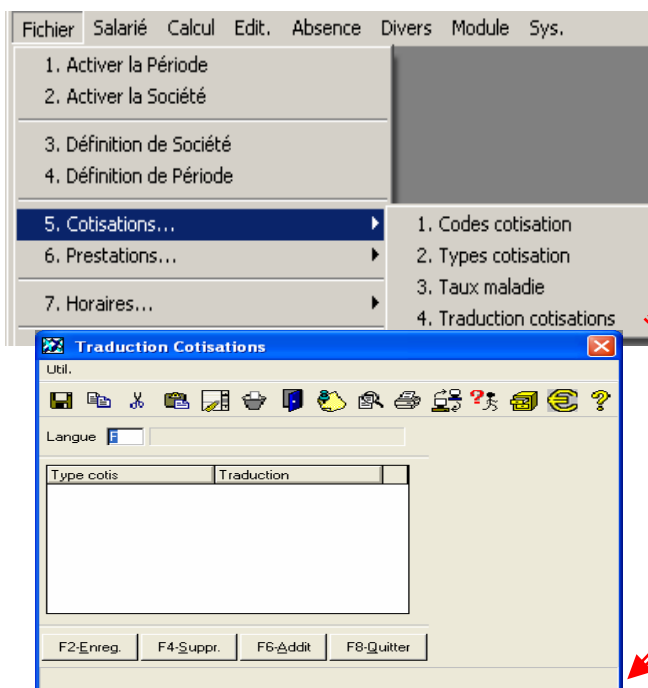 Fichier Salarié Calcul Edit. Absence Divers Module Sys.
1. Activer la Période
2. Activer la Société
3. Définition de Société
4. Définition de Période
5. Cotisations...
6. Prestations...
7. Horaires...
1. Codes cotisation
2. Types cotisation
3. Taux maladie
4. Traduction cotisations
Traduction Cotisations
Util.
Langue F
Type cotis Traduction
F2-Enreg. F4-Suppr. F6-Addit F8-Quitter